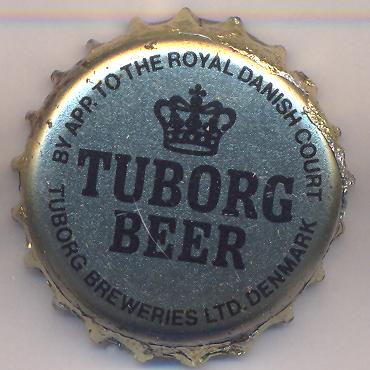 BY APP. TO THE ROYAL DANISH COURT
TUBORG
BEER
TUBORG BREWERIES LTD. DENMARK